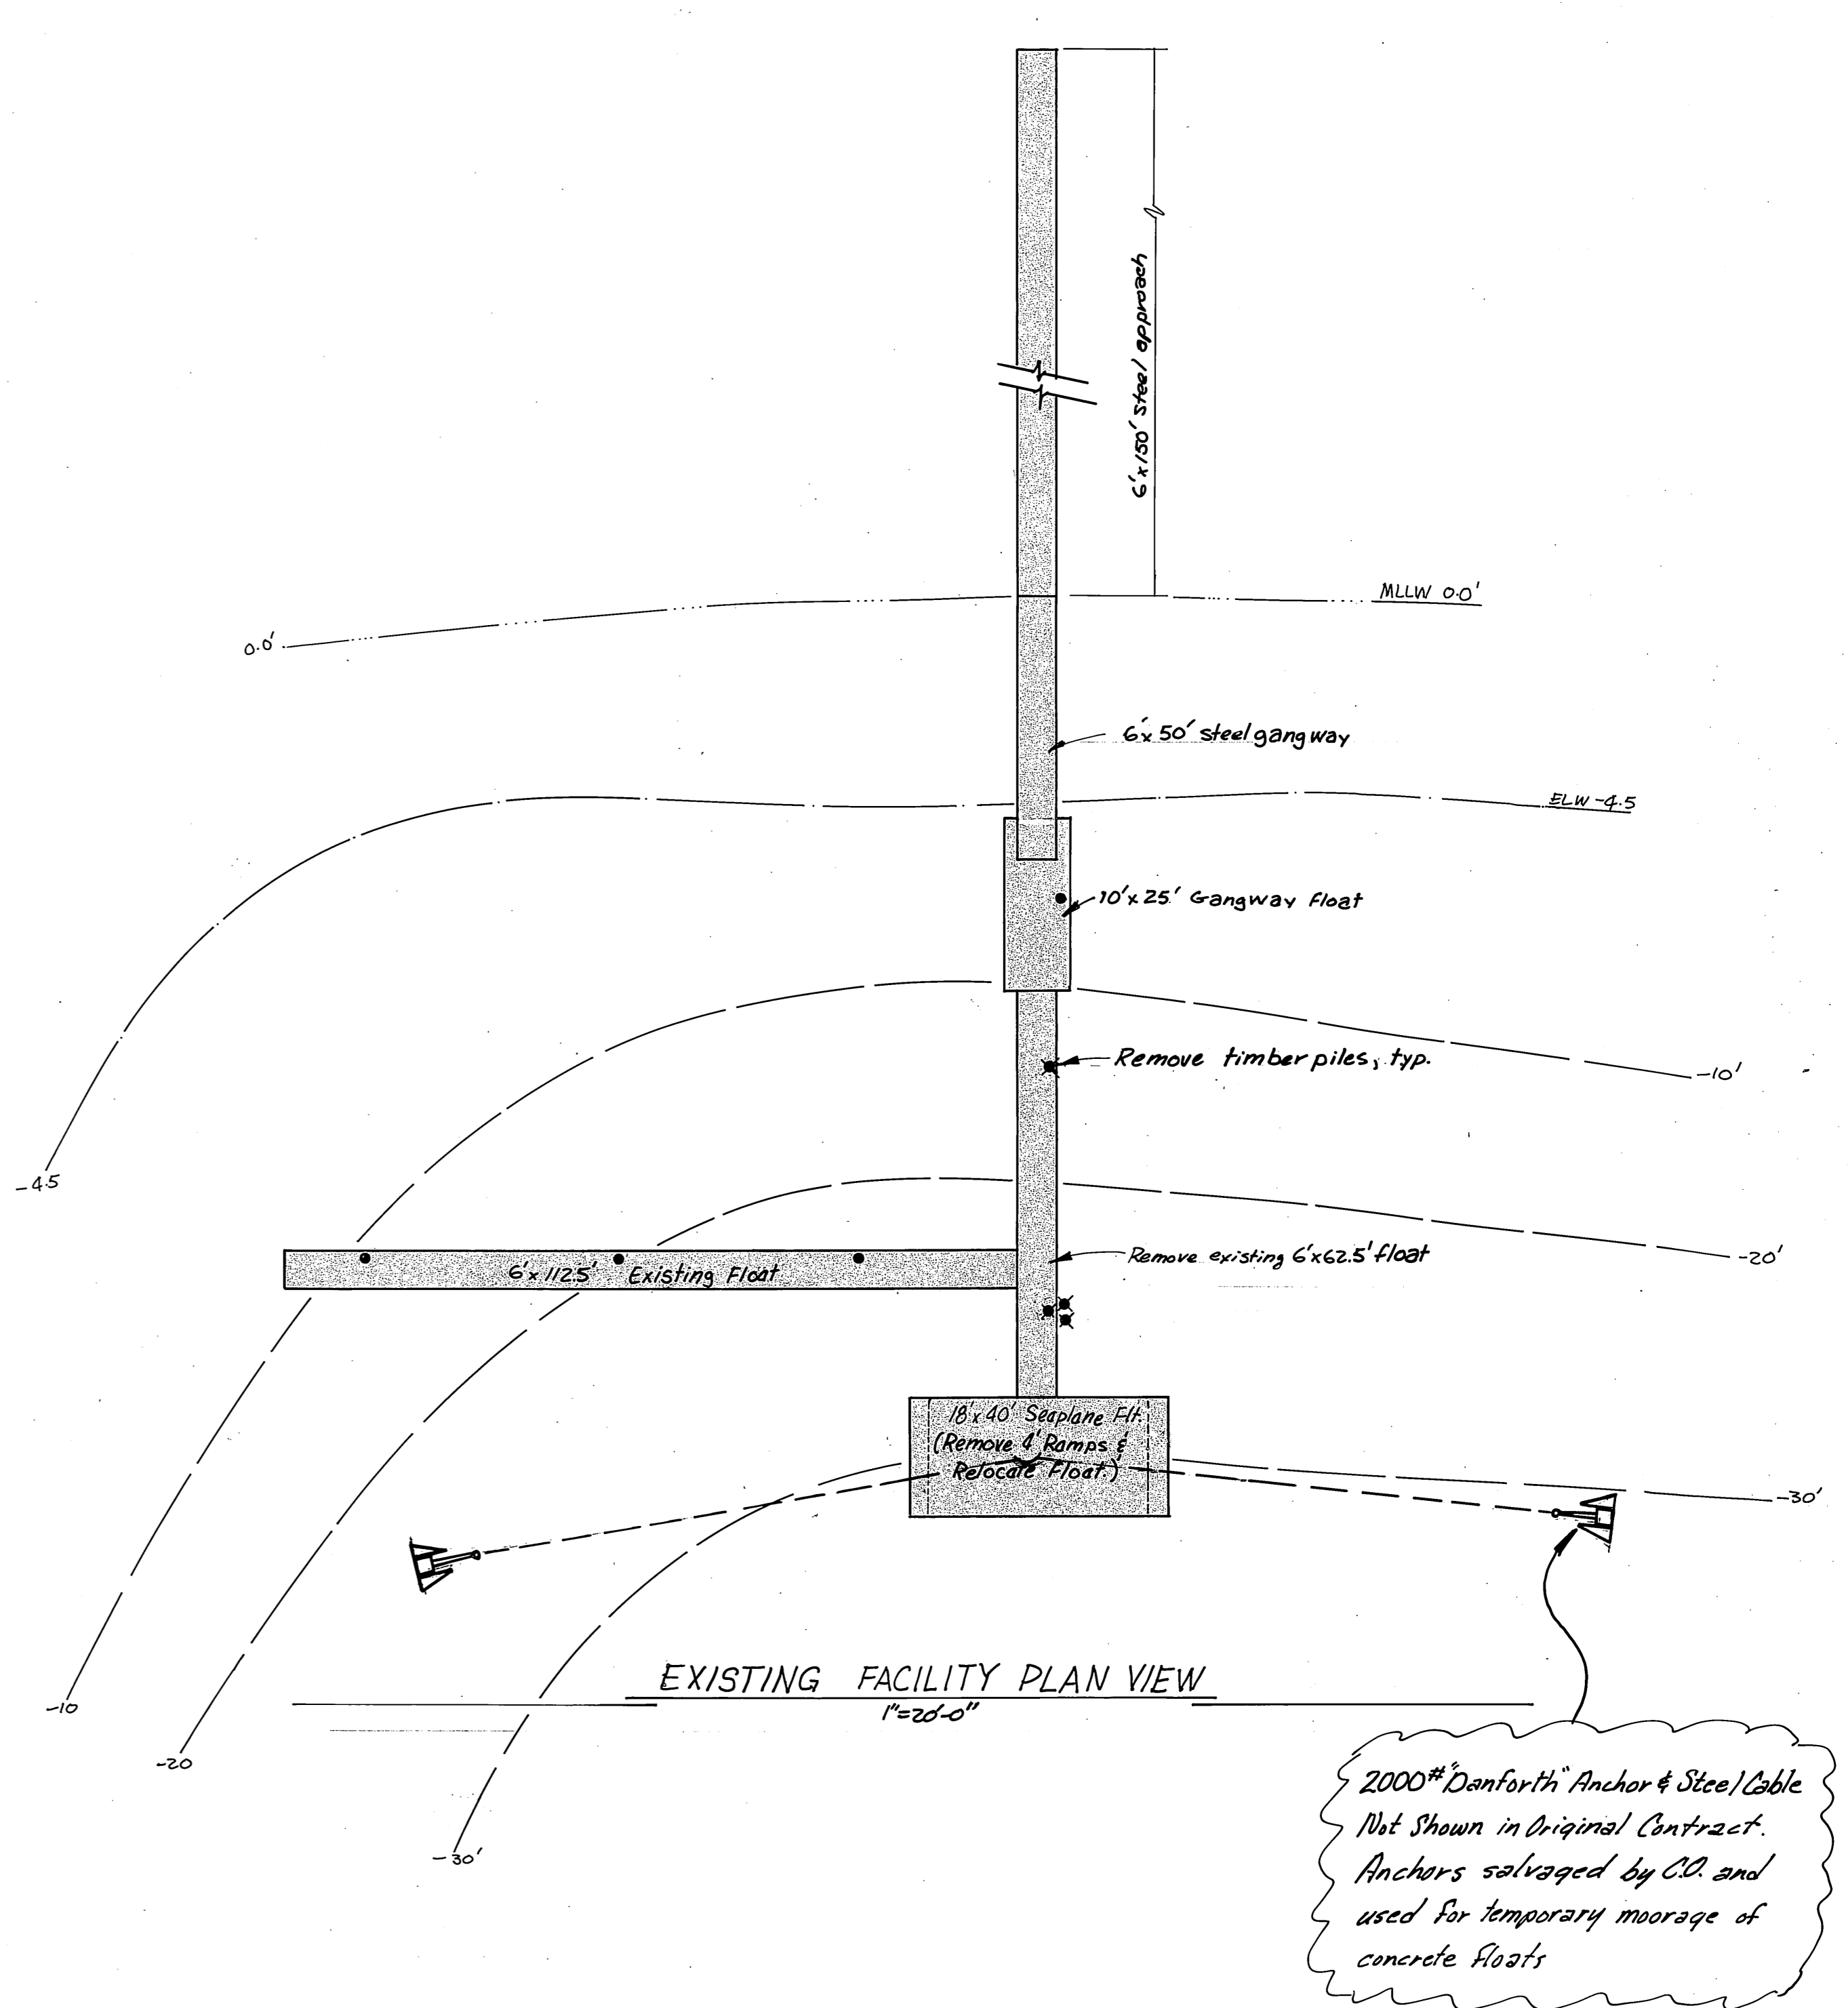 6'x150' steel approach
MLLW 0.0'
0.0'
6'x 50' steel gangway
ELW -4.5
10'x 25' Gangway Float
Remove timber piles, typ.
-10'
-4.5
-20'
Remove existing 6'x62.5' float
6'x 112.5' Existing Float
18'x 40' Seaplane Flt.
(Remove 4' Ramps &
Relocate Float.)
-30'
EXISTING FACILITY PLAN VIEW
1"=20'-0"
-10
-20
-30'
2000# "Danforth" Anchor & Steel Cable
Not Shown in Original Contract.
Anchors salvaged by C.O. and
used for temporary moorage of
concrete floats